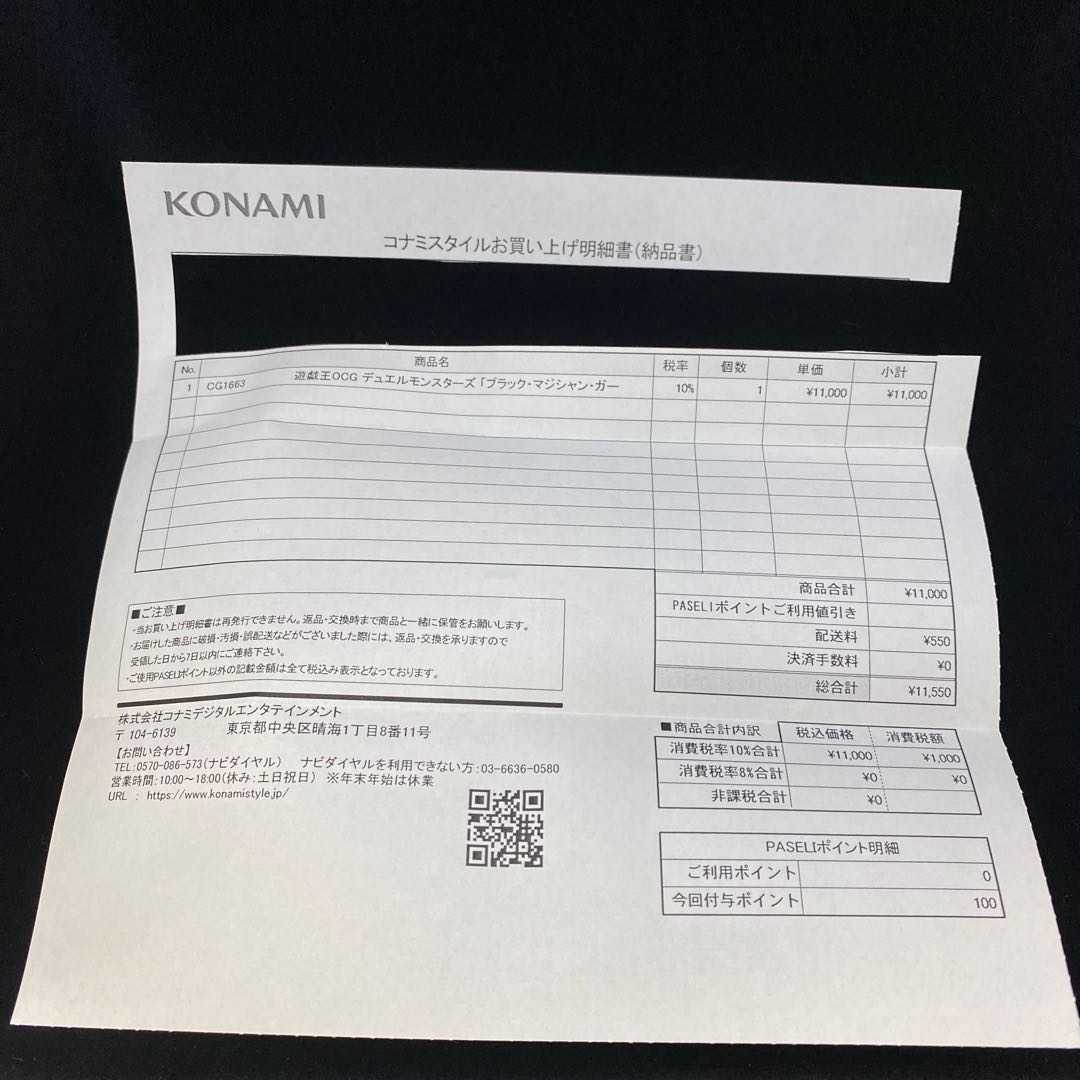 KONAMI
コナミスタイルお買い上げ明細書(納品書)
No. 商品名 税率 個数 単価 小計
1 CG1663 遊戯王OCG デュエルモンスターズ「ブラック・マジシャン・ガー 10% 1 ¥11,000 ¥11,000
商品合計 ¥11,000
PASELIポイントご利用値引き
配送料 ¥550
決済手数料 ¥0
総合計 ¥11,550
■ご注意■
・当お買い上げ明細書は再発行できません。返品・交換時まで商品と一緒に保管をお願いします。
・お届けした商品に破損・汚損・誤配送などがございました際には、返品・交換を承りますので
受領した日から7日以内にご連絡下さい。
・ご使用PASELIポイント以外の記載金額は全て税込み表示となっております。
株式会社コナミデジタルエンタテインメント
〒104-6139 東京都中央区晴海1丁目8番11号
【お問い合わせ】
TEL:0570-086-573(ナビダイヤル) ナビダイヤルを利用できない方:03-6636-0580
営業時間:10:00～18:00(休み:土日祝日) ※年末年始は休業
URL : https://www.konamistyle.jp/
■商品合計内訳 税込価格 消費税額
消費税率10%合計 ¥11,000 ¥1,000
消費税率8%合計 ¥0 ¥0
非課税合計 ¥0
PASELIポイント明細
ご利用ポイント 0
今回付与ポイント 100